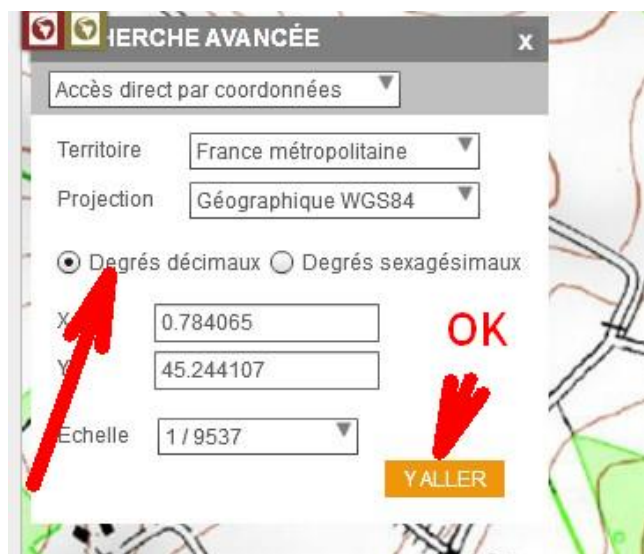 HERCHE AVANCÉE x
Accès direct par coordonnées
Territoire France métropolitaine
Projection Géographique WGS84
Degrés décimaux Degrés sexagésimaux
X 0.784065
OK
Y 45.244107
Echelle 1 / 9537
Y ALLER